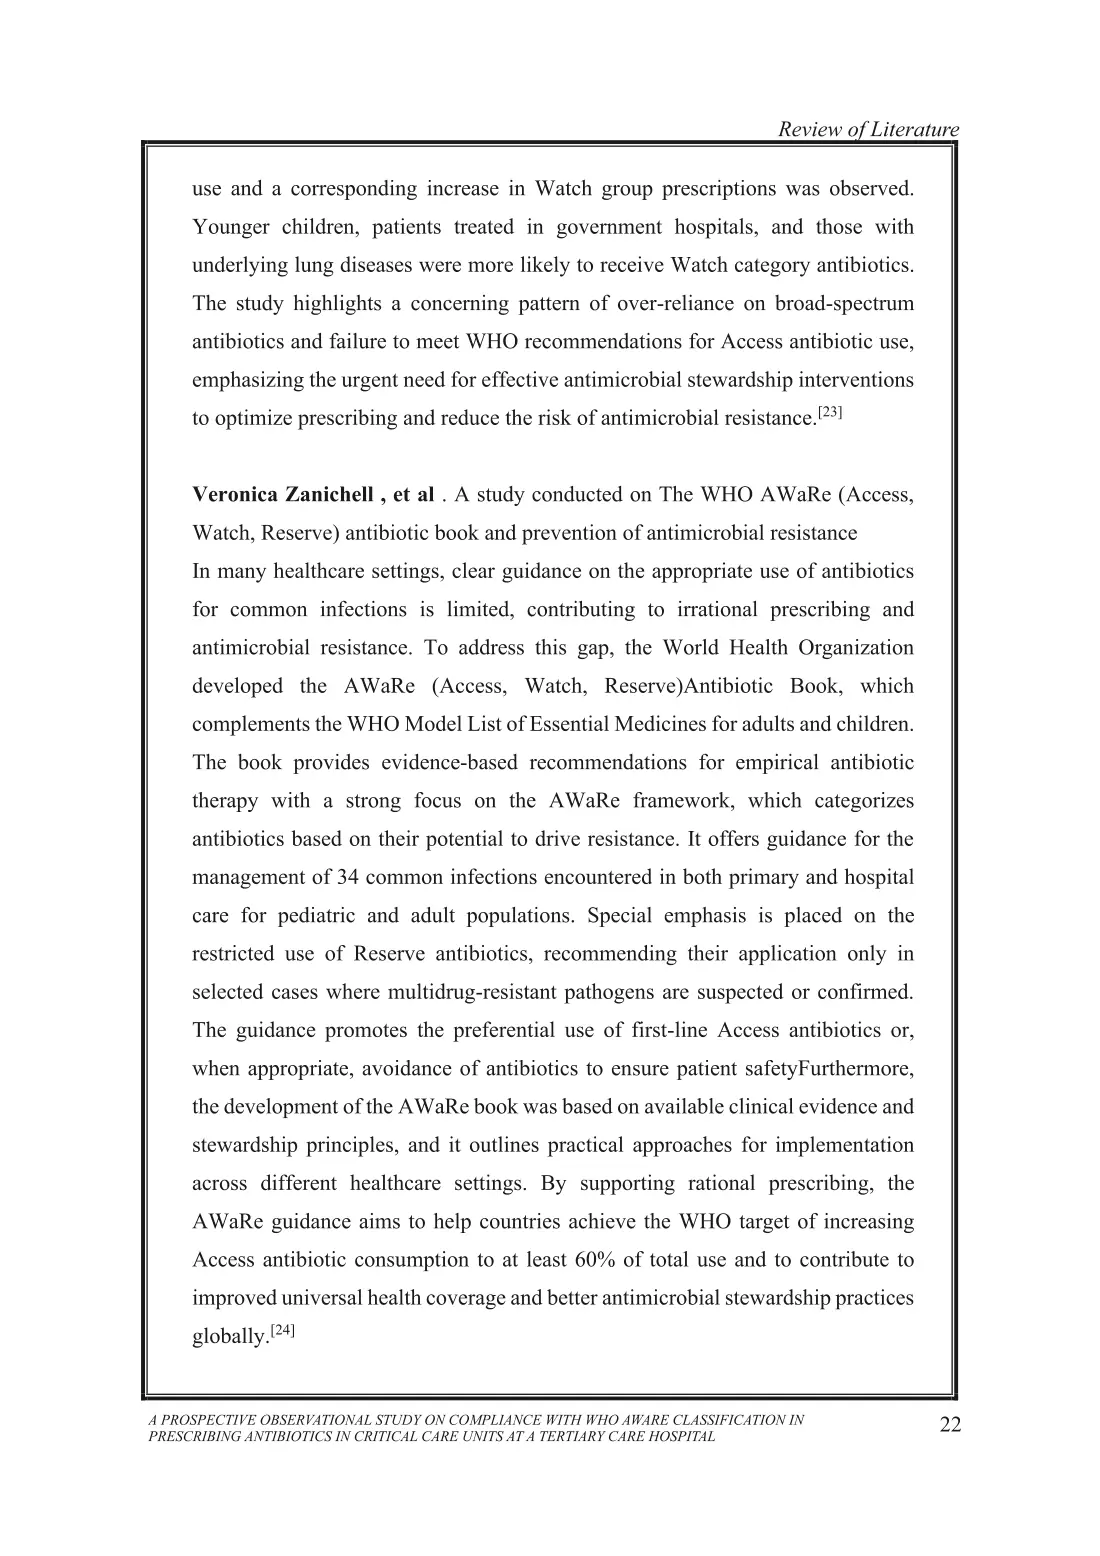 Review of Literature
use and a corresponding increase in Watch group prescriptions was observed.
Younger children, patients treated in government hospitals, and those with
underlying lung diseases were more likely to receive Watch category antibiotics.
The study highlights a concerning pattern of over-reliance on broad-spectrum
antibiotics and failure to meet WHO recommendations for Access antibiotic use,
emphasizing the urgent need for effective antimicrobial stewardship interventions
to optimize prescribing and reduce the risk of antimicrobial resistance.[23]
Veronica Zanichell , et al . A study conducted on The WHO AWaRe (Access,
Watch, Reserve) antibiotic book and prevention of antimicrobial resistance
In many healthcare settings, clear guidance on the appropriate use of antibiotics
for common infections is limited, contributing to irrational prescribing and
antimicrobial resistance. To address this gap, the World Health Organization
developed the AWaRe (Access, Watch, Reserve)Antibiotic Book, which
complements the WHO Model List of Essential Medicines for adults and children.
The book provides evidence-based recommendations for empirical antibiotic
therapy with a strong focus on the AWaRe framework, which categorizes
antibiotics based on their potential to drive resistance. It offers guidance for the
management of 34 common infections encountered in both primary and hospital
care for pediatric and adult populations. Special emphasis is placed on the
restricted use of Reserve antibiotics, recommending their application only in
selected cases where multidrug-resistant pathogens are suspected or confirmed.
The guidance promotes the preferential use of first-line Access antibiotics or,
when appropriate, avoidance of antibiotics to ensure patient safetyFurthermore,
the development of the AWaRe book was based on available clinical evidence and
stewardship principles, and it outlines practical approaches for implementation
across different healthcare settings. By supporting rational prescribing, the
AWaRe guidance aims to help countries achieve the WHO target of increasing
Access antibiotic consumption to at least 60% of total use and to contribute to
improved universal health coverage and better antimicrobial stewardship practices
globally.[24]
A PROSPECTIVE OBSERVATIONAL STUDY ON COMPLIANCE WITH WHO AWARE CLASSIFICATION IN
PRESCRIBING ANTIBIOTICS IN CRITICAL CARE UNITS AT A TERTIARY CARE HOSPITAL
22